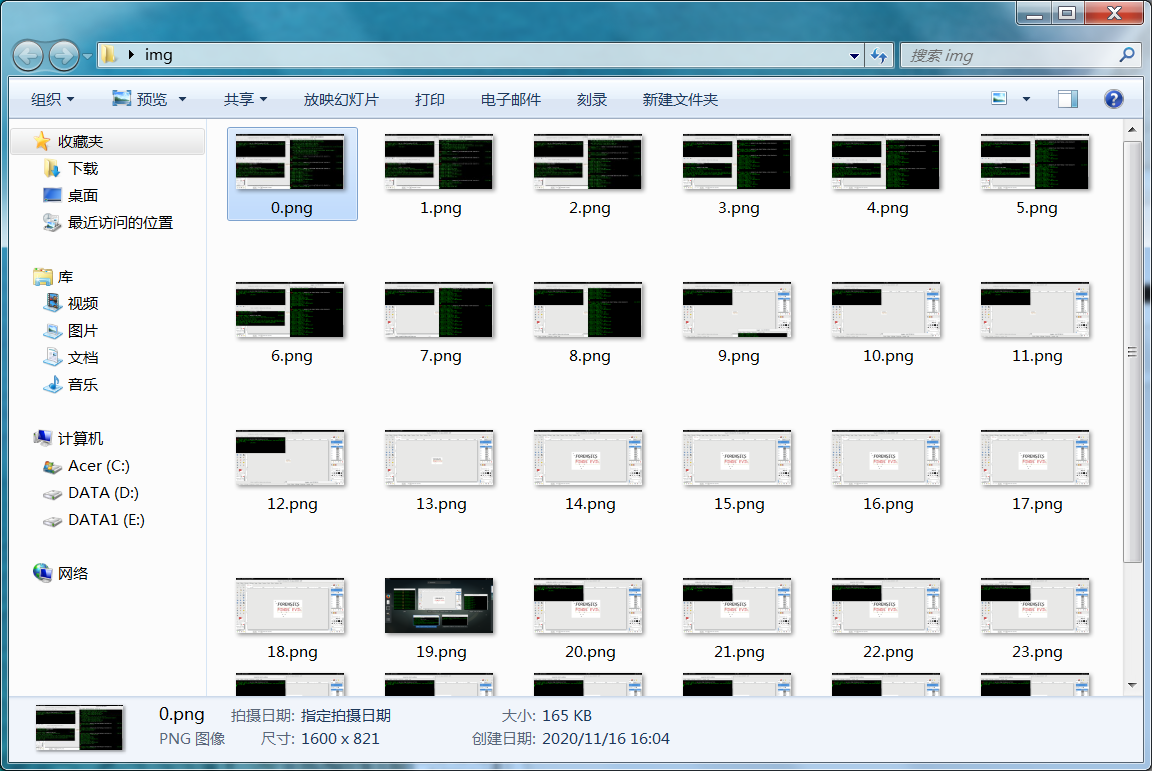 img
搜索 img
组织 预览 共享 放映幻灯片 打印 电子邮件 刻录 新建文件夹
收藏夹
下载
桌面
最近访问的位置
库
视频
图片
文档
音乐
计算机
Acer (C:)
DATA (D:)
DATA1 (E:)
网络
0.png 1.png 2.png 3.png 4.png 5.png
6.png 7.png 8.png 9.png 10.png 11.png
12.png 13.png 14.png 15.png 16.png 17.png
18.png 19.png 20.png 21.png 22.png 23.png
0.png 拍摄日期: 指定拍摄日期 大小: 165 KB
PNG 图像 尺寸: 1600 x 821 创建日期: 2020/11/16 16:04